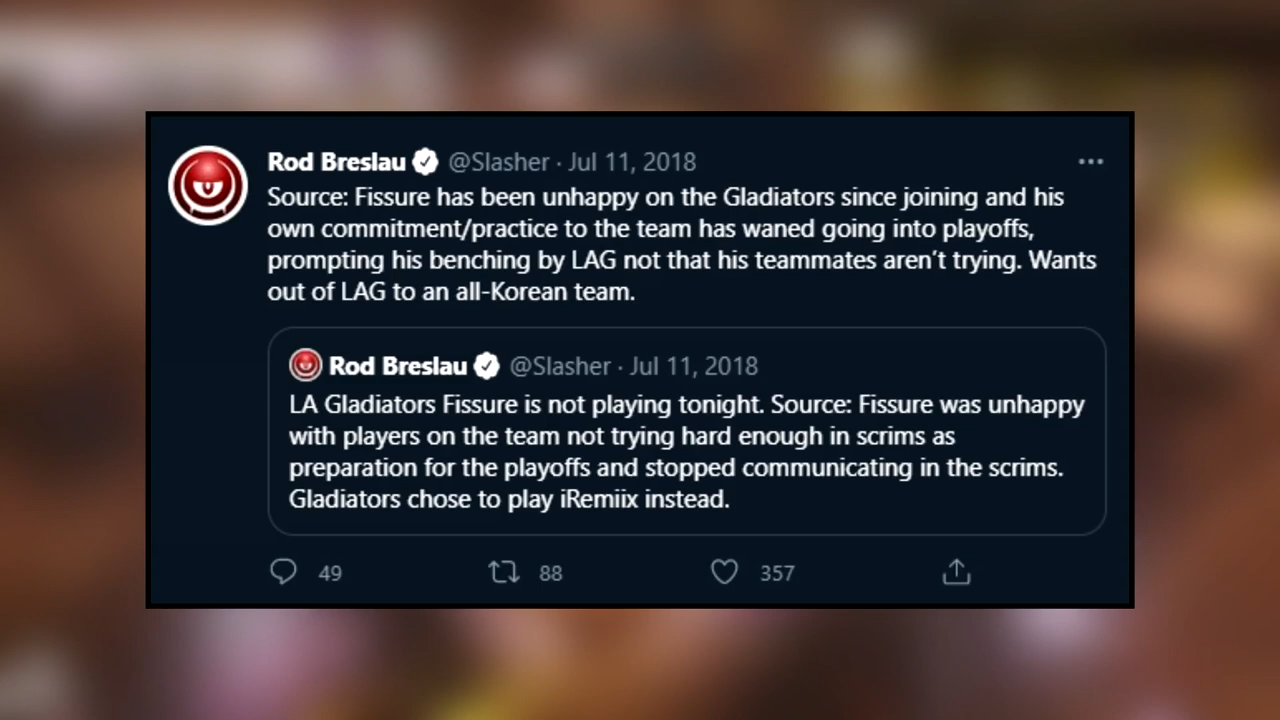 Rod Breslau @Slasher · Jul 11, 2018
Source: Fissure has been unhappy on the Gladiators since joining and his
own commitment/practice to the team has waned going into playoffs,
prompting his benching by LAG not that his teammates aren't trying. Wants
out of LAG to an all-Korean team.
Rod Breslau @Slasher · Jul 11, 2018
LA Gladiators Fissure is not playing tonight. Source: Fissure was unhappy
with players on the team not trying hard enough in scrims as
preparation for the playoffs and stopped communicating in the scrims.
Gladiators chose to play iRemiix instead.
49 88 357